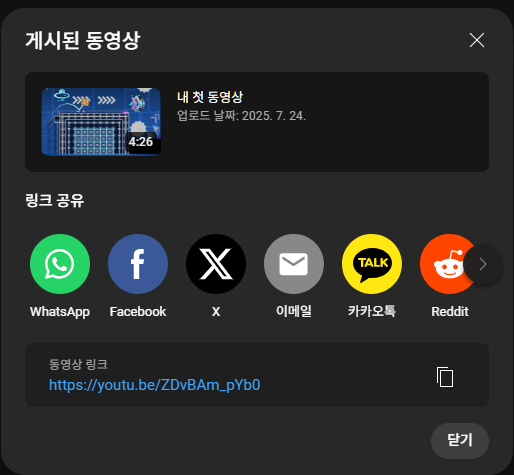 게시된 동영상
내 첫 동영상
업로드 날짜: 2025. 7. 24.
4:26
링크 공유
TALK
WhatsApp
Facebook
X
이메일
카카오톡
Reddit
동영상 링크
https://youtu.be/ZDvBAm_pYb0
닫기